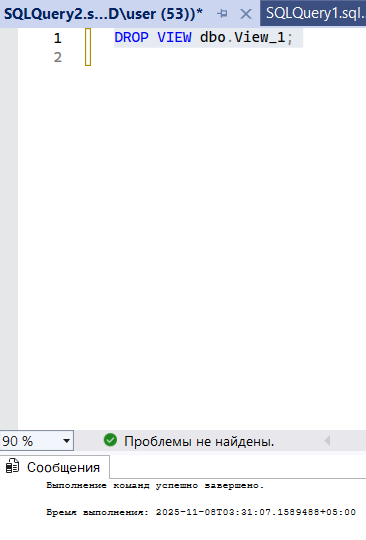 SQLQuery2.s...D\user (53))*
SQLQuery1.sql.
1 DROP VIEW dbo.View_1;
2
90 %
Проблемы не найдены.
Сообщения
Выполнение команд успешно завершено.
Время выполнения: 2025-11-08T03:31:07.1589488+05:00